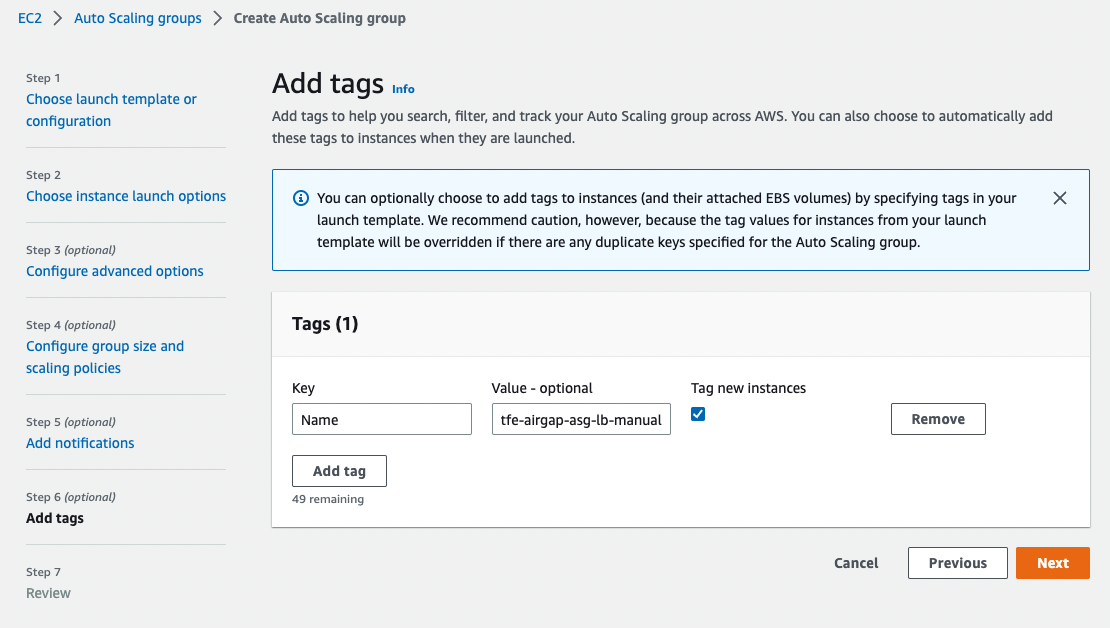 EC2 > Auto Scaling groups > Create Auto Scaling group
Step 1
Choose launch template or
configuration
Step 2
Choose instance launch options
Step 3 (optional)
Configure advanced options
Step 4 (optional)
Configure group size and
scaling policies
Step 5 (optional)
Add notifications
Step 6 (optional)
Add tags
Step 7
Review
Add tags Info
Add tags to help you search, filter, and track your Auto Scaling group across AWS. You can also choose to automatically add
these tags to instances when they are launched.
You can optionally choose to add tags to instances (and their attached EBS volumes) by specifying tags in your
launch template. We recommend caution, however, because the tag values for instances from your launch
template will be overridden if there are any duplicate keys specified for the Auto Scaling group.
Tags (1)
Key Value - optional Tag new instances
Name tfe-airgap-asg-lb-manual Remove
Add tag
49 remaining
Cancel Previous Next